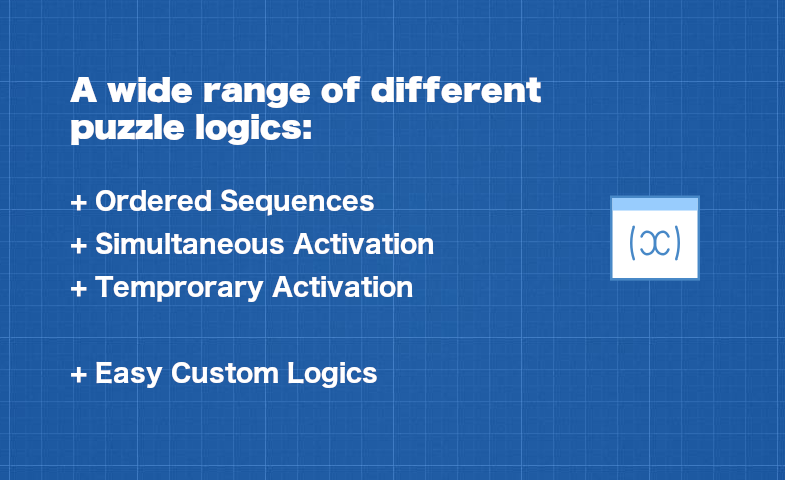 A wide range of different
puzzle logics:
+ Ordered Sequences
+ Simultaneous Activation
+ Temprorary Activation
+ Easy Custom Logics